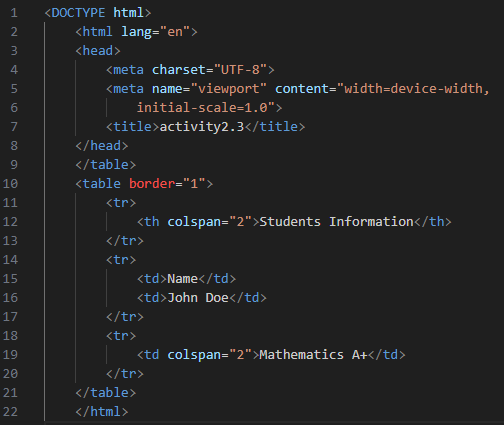 1 <DOCTYPE html>
2 <html lang="en">
3 <head>
4 <meta charset="UTF-8">
5 <meta name="viewport" content="width=device-width,
6 initial-scale=1.0">
7 <title>activity2.3</title>
8 </head>
9 </table>
10 <table border="1">
11 <tr>
12 <th colspan="2">Students Information</th>
13 </tr>
14 <tr>
15 <td>Name</td>
16 <td>John Doe</td>
17 </tr>
18 <tr>
19 <td colspan="2">Mathematics A+</td>
20 </tr>
21 </table>
22 </html>